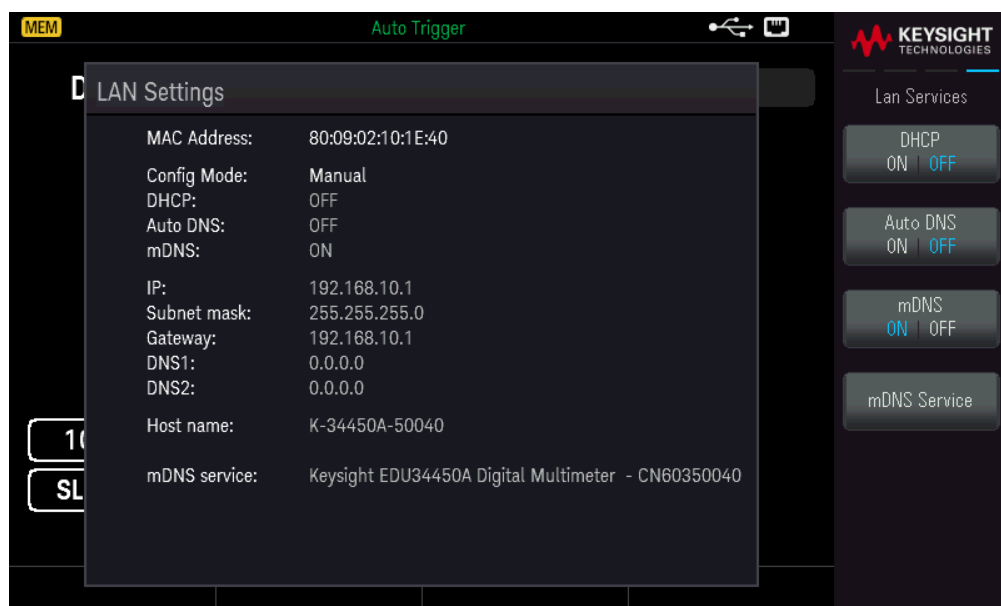 MEM
Auto Trigger
KEYSIGHT
TECHNOLOGIES
D
LAN Settings
MAC Address: 80:09:02:10:1E:40
Config Mode: Manual
DHCP: OFF
Auto DNS: OFF
mDNS: ON
IP: 192.168.10.1
Subnet mask: 255.255.255.0
Gateway: 192.168.10.1
DNS1: 0.0.0.0
DNS2: 0.0.0.0
Host name: K-34450A-50040
mDNS service: Keysight EDU34450A Digital Multimeter - CN60350040
10
SL
Lan Services
DHCP
ON | OFF
Auto DNS
ON | OFF
mDNS
ON | OFF
mDNS Service